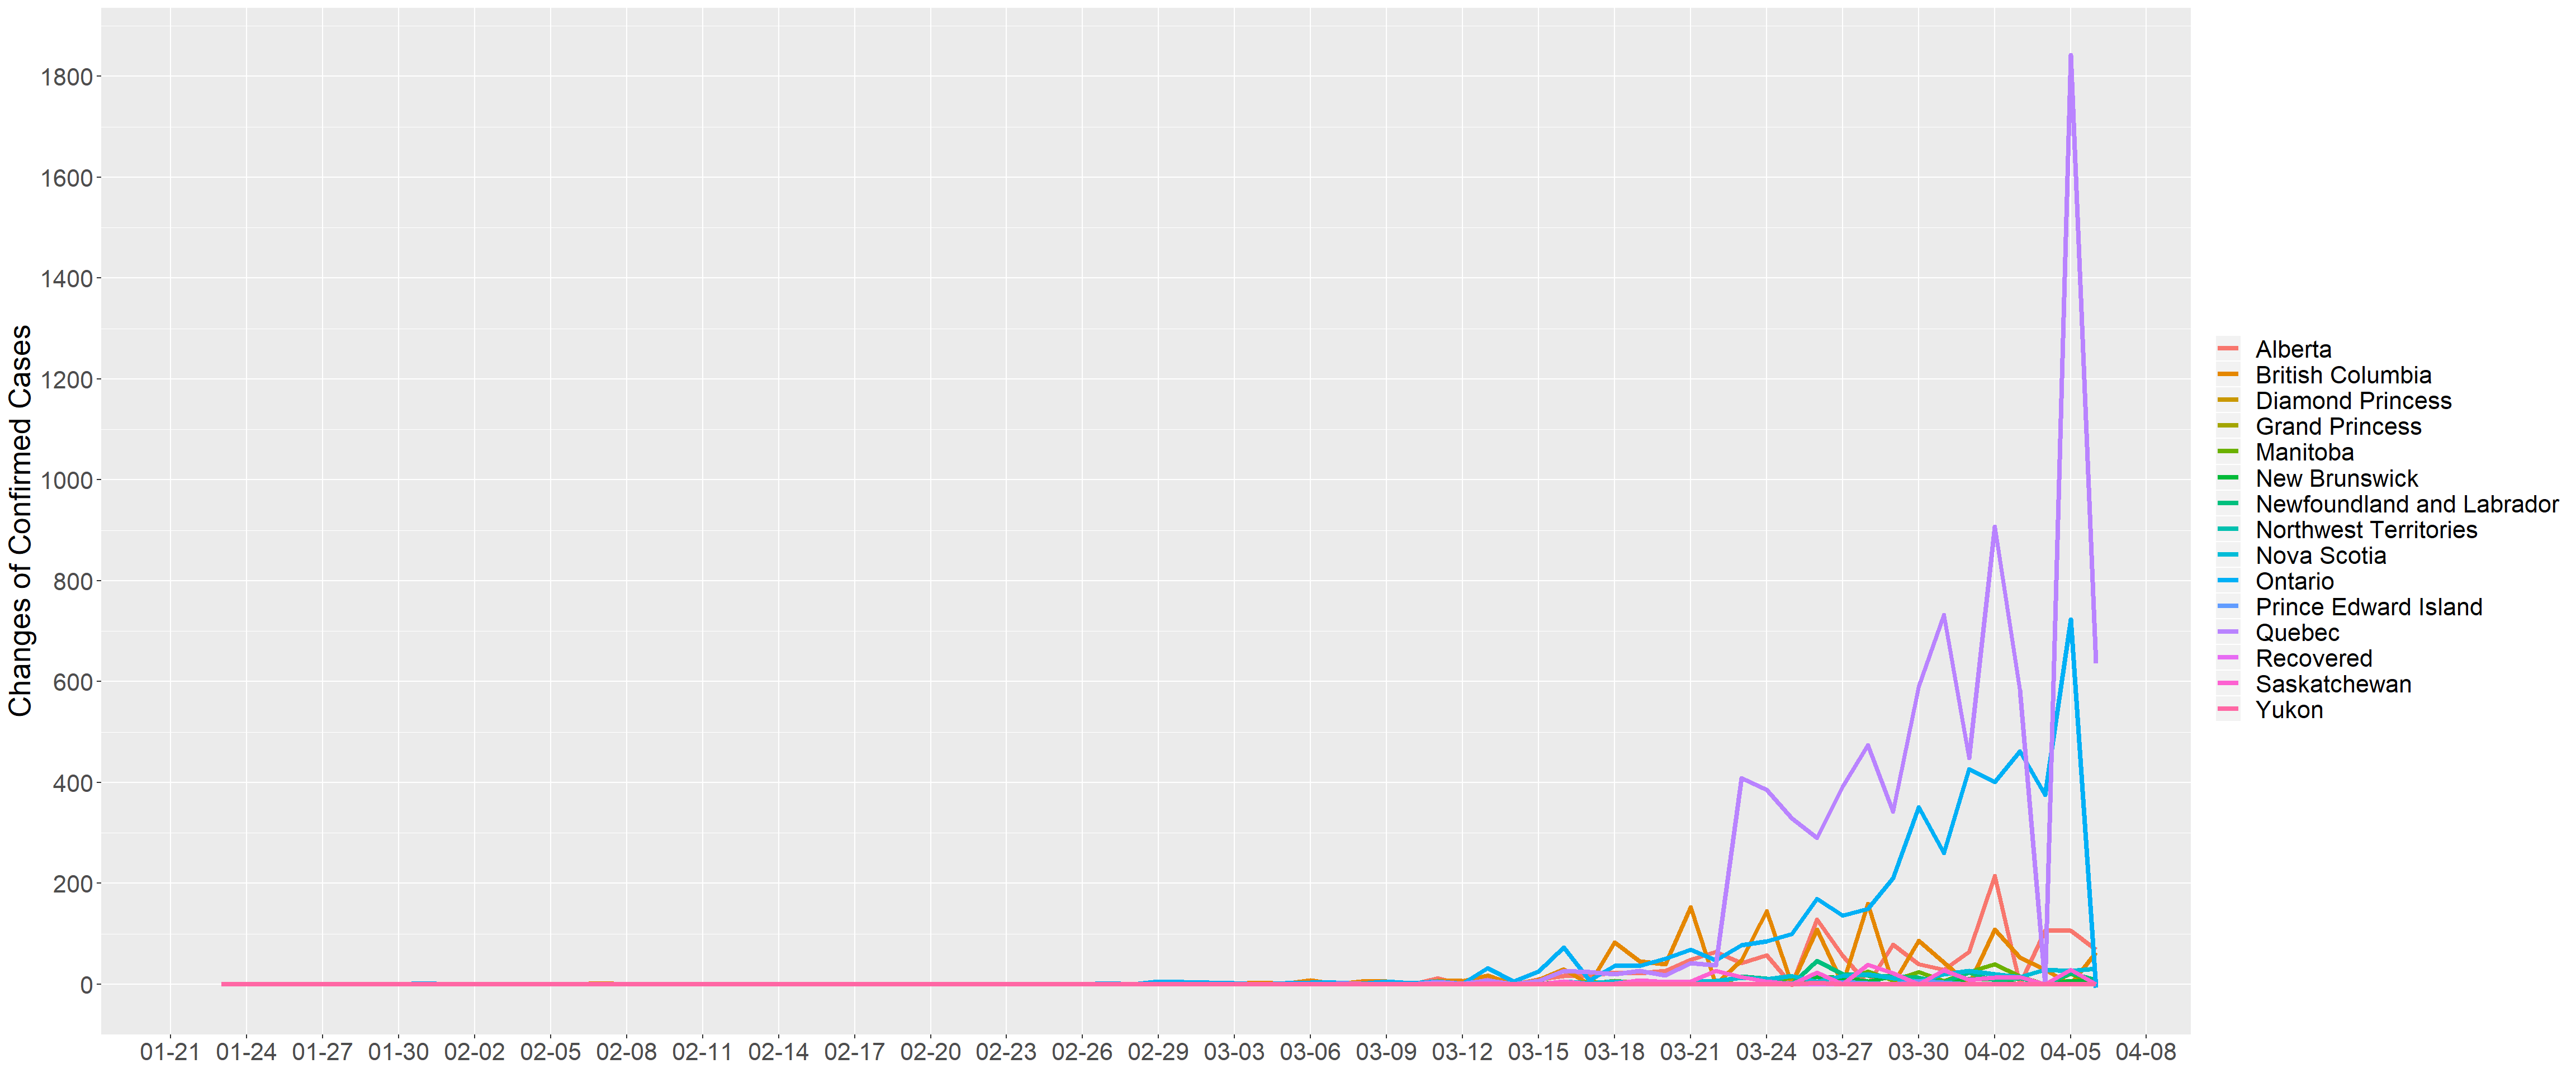 Changes of Confirmed Cases
1800
1600
1400
1200
1000
800
600
400
200
0
01-21 01-24 01-27 01-30 02-02 02-05 02-08 02-11 02-14 02-17 02-20 02-23 02-26 02-29 03-03 03-06 03-09 03-12 03-15 03-18 03-21 03-24 03-27 03-30 04-02 04-05 04-08
Alberta
British Columbia
Diamond Princess
Grand Princess
Manitoba
New Brunswick
Newfoundland and Labrador
Northwest Territories
Nova Scotia
Ontario
Prince Edward Island
Quebec
Recovered
Saskatchewan
Yukon